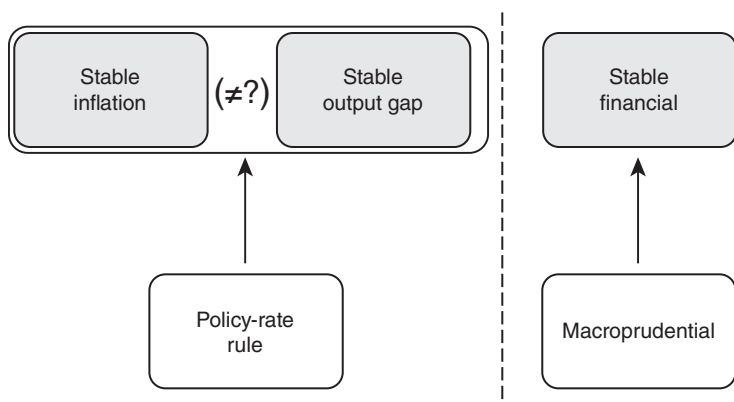 Stable
inflation
(≠?)
Stable
output gap
Stable
financial
Policy-rate
rule
Macroprudential